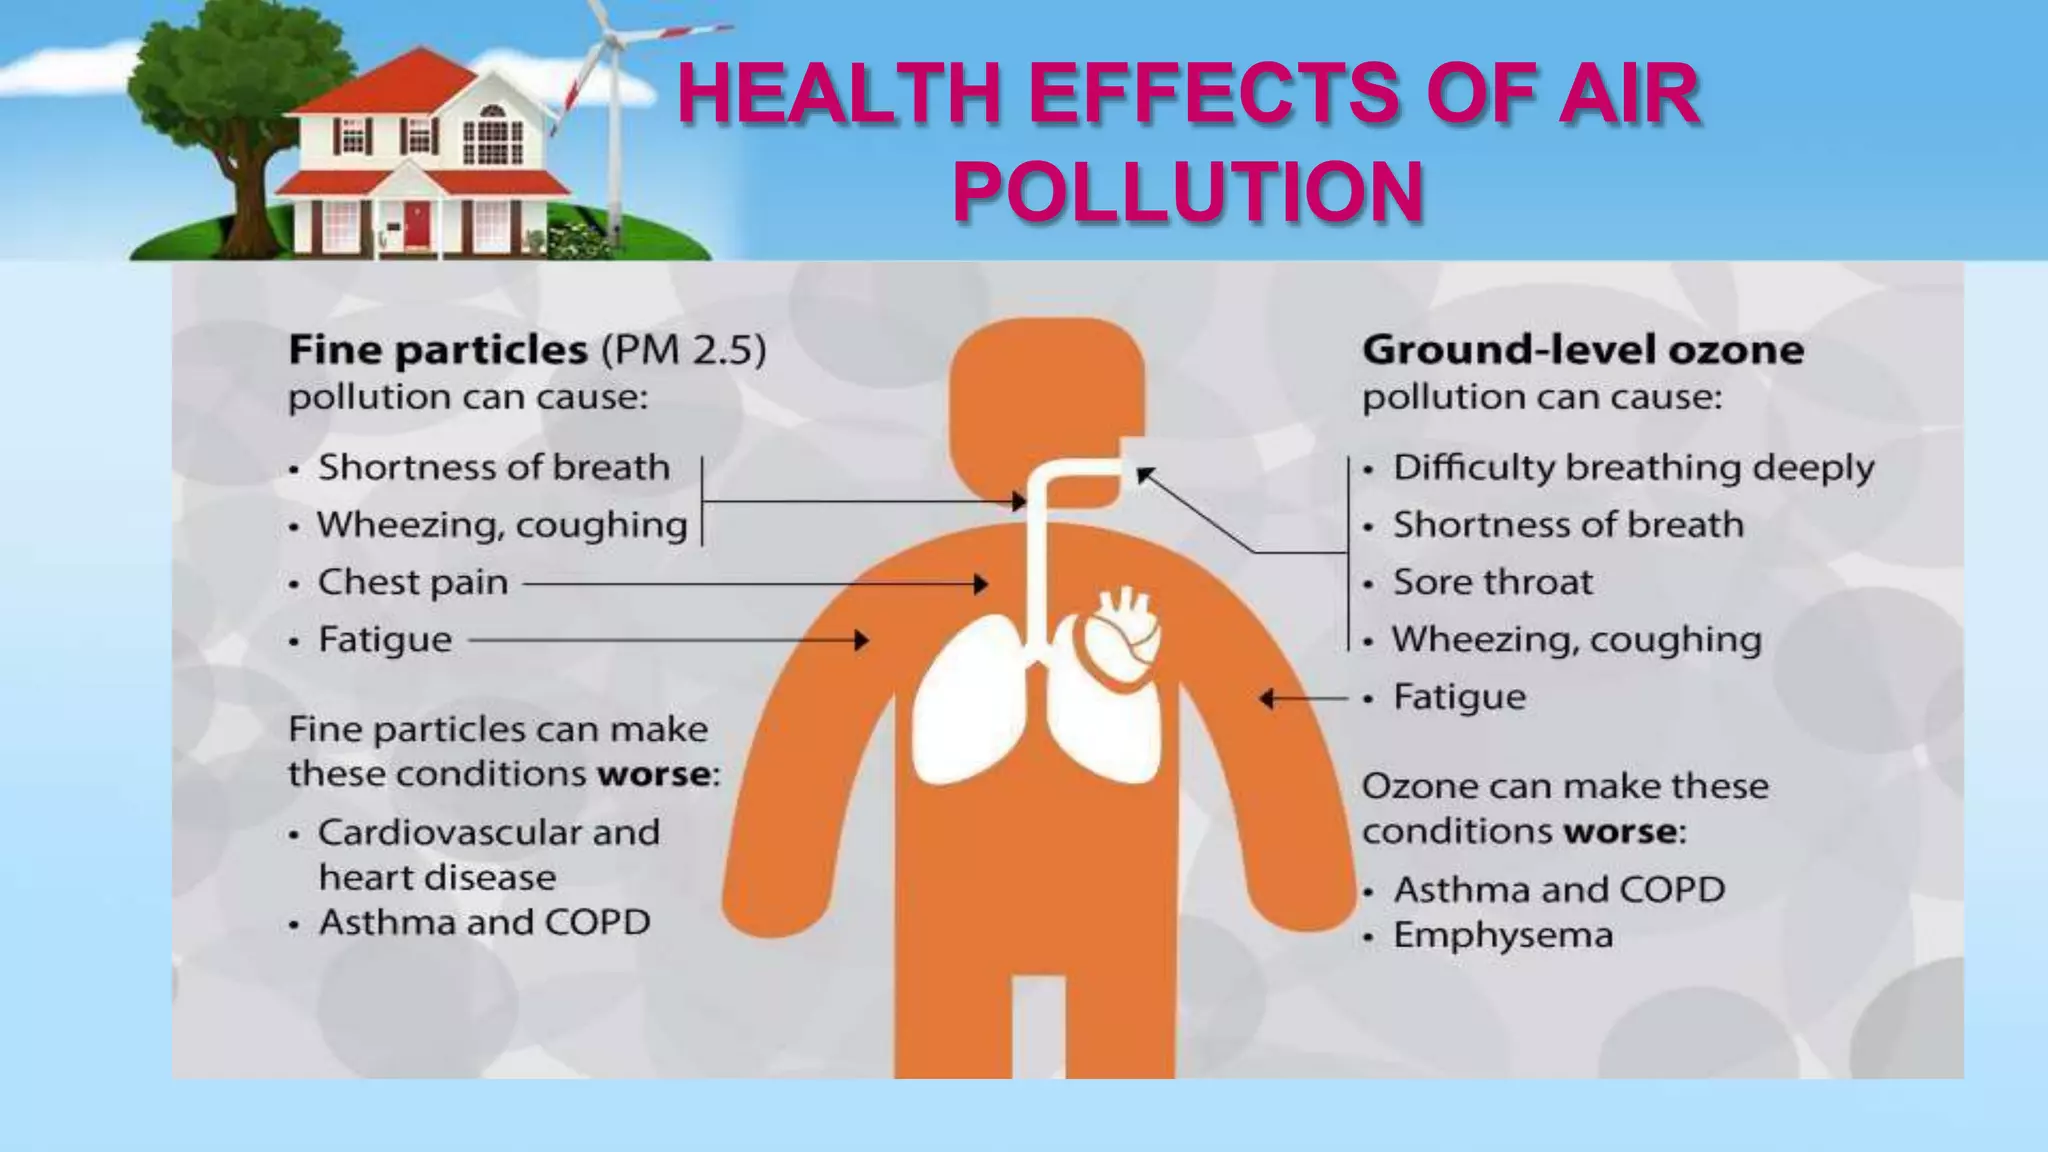 HEALTH EFFECTS OF AIR
POLLUTION
Fine particles (PM 2.5)
pollution can cause:
• Shortness of breath
• Wheezing, coughing
• Chest pain
• Fatigue
Fine particles can make
these conditions worse:
• Cardiovascular and
heart disease
• Asthma and COPD
Ground-level ozone
pollution can cause:
• Difficulty breathing deeply
• Shortness of breath
• Sore throat
• Wheezing, coughing
• Fatigue
Ozone can make these
conditions worse:
• Asthma and COPD
• Emphysema